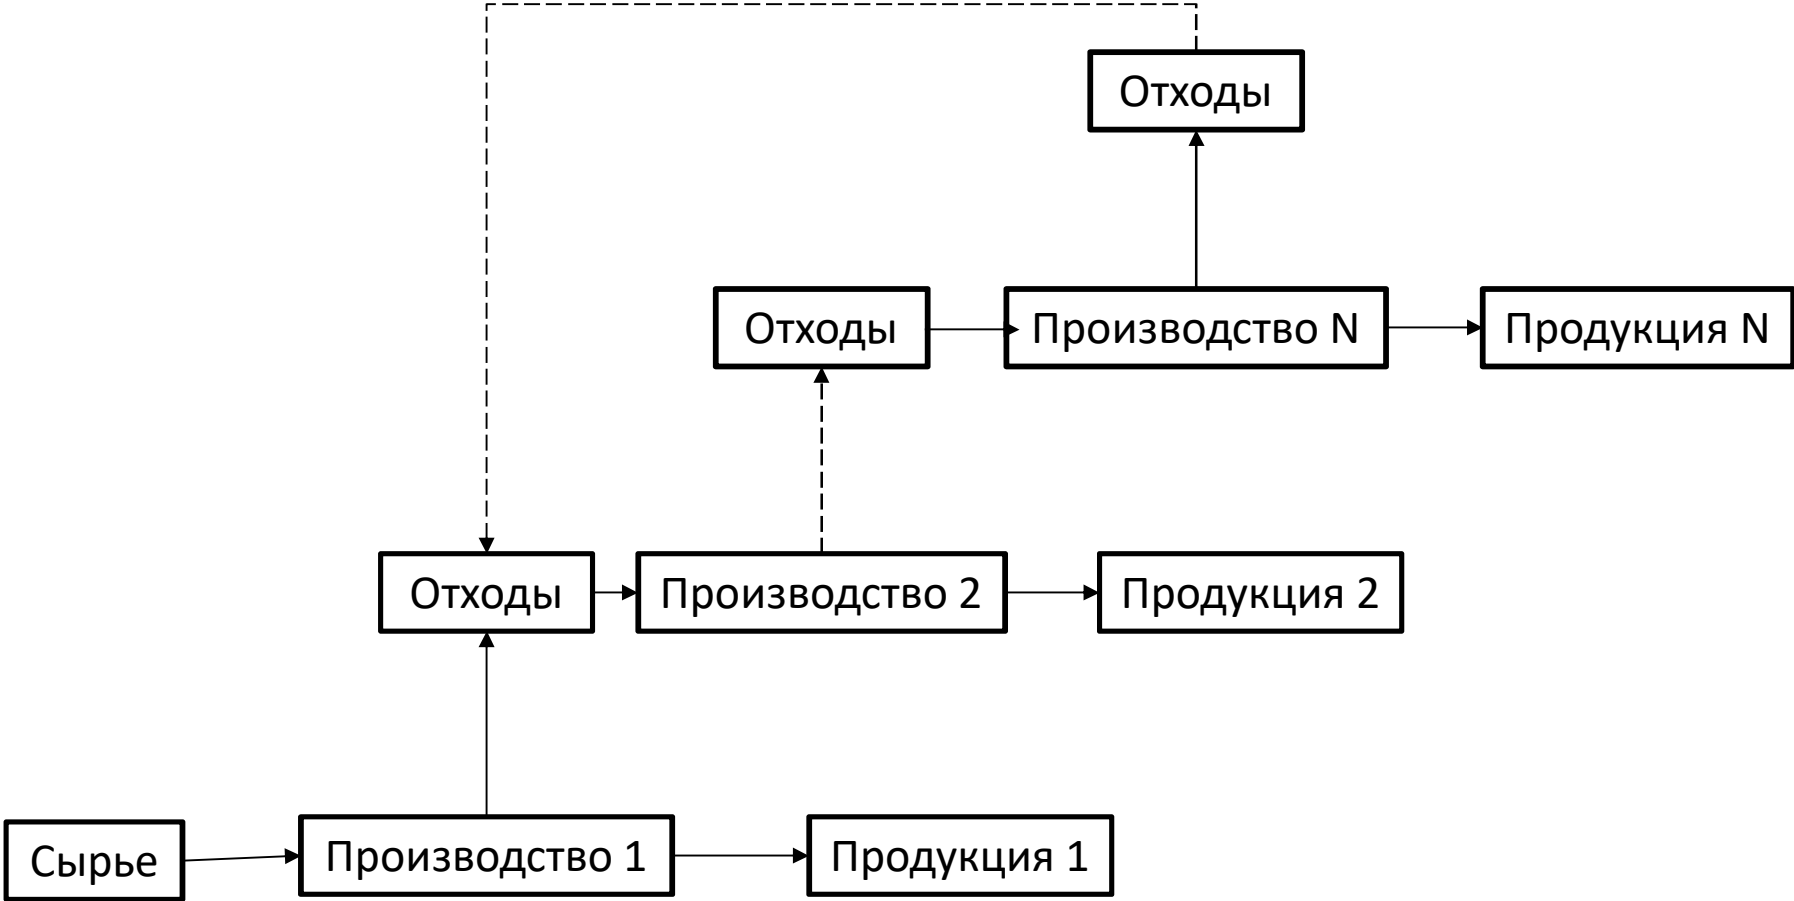 Отходы
Отходы
Производство N
Продукция N
Отходы
Производство 2
Продукция 2
Сырье
Производство 1
Продукция 1